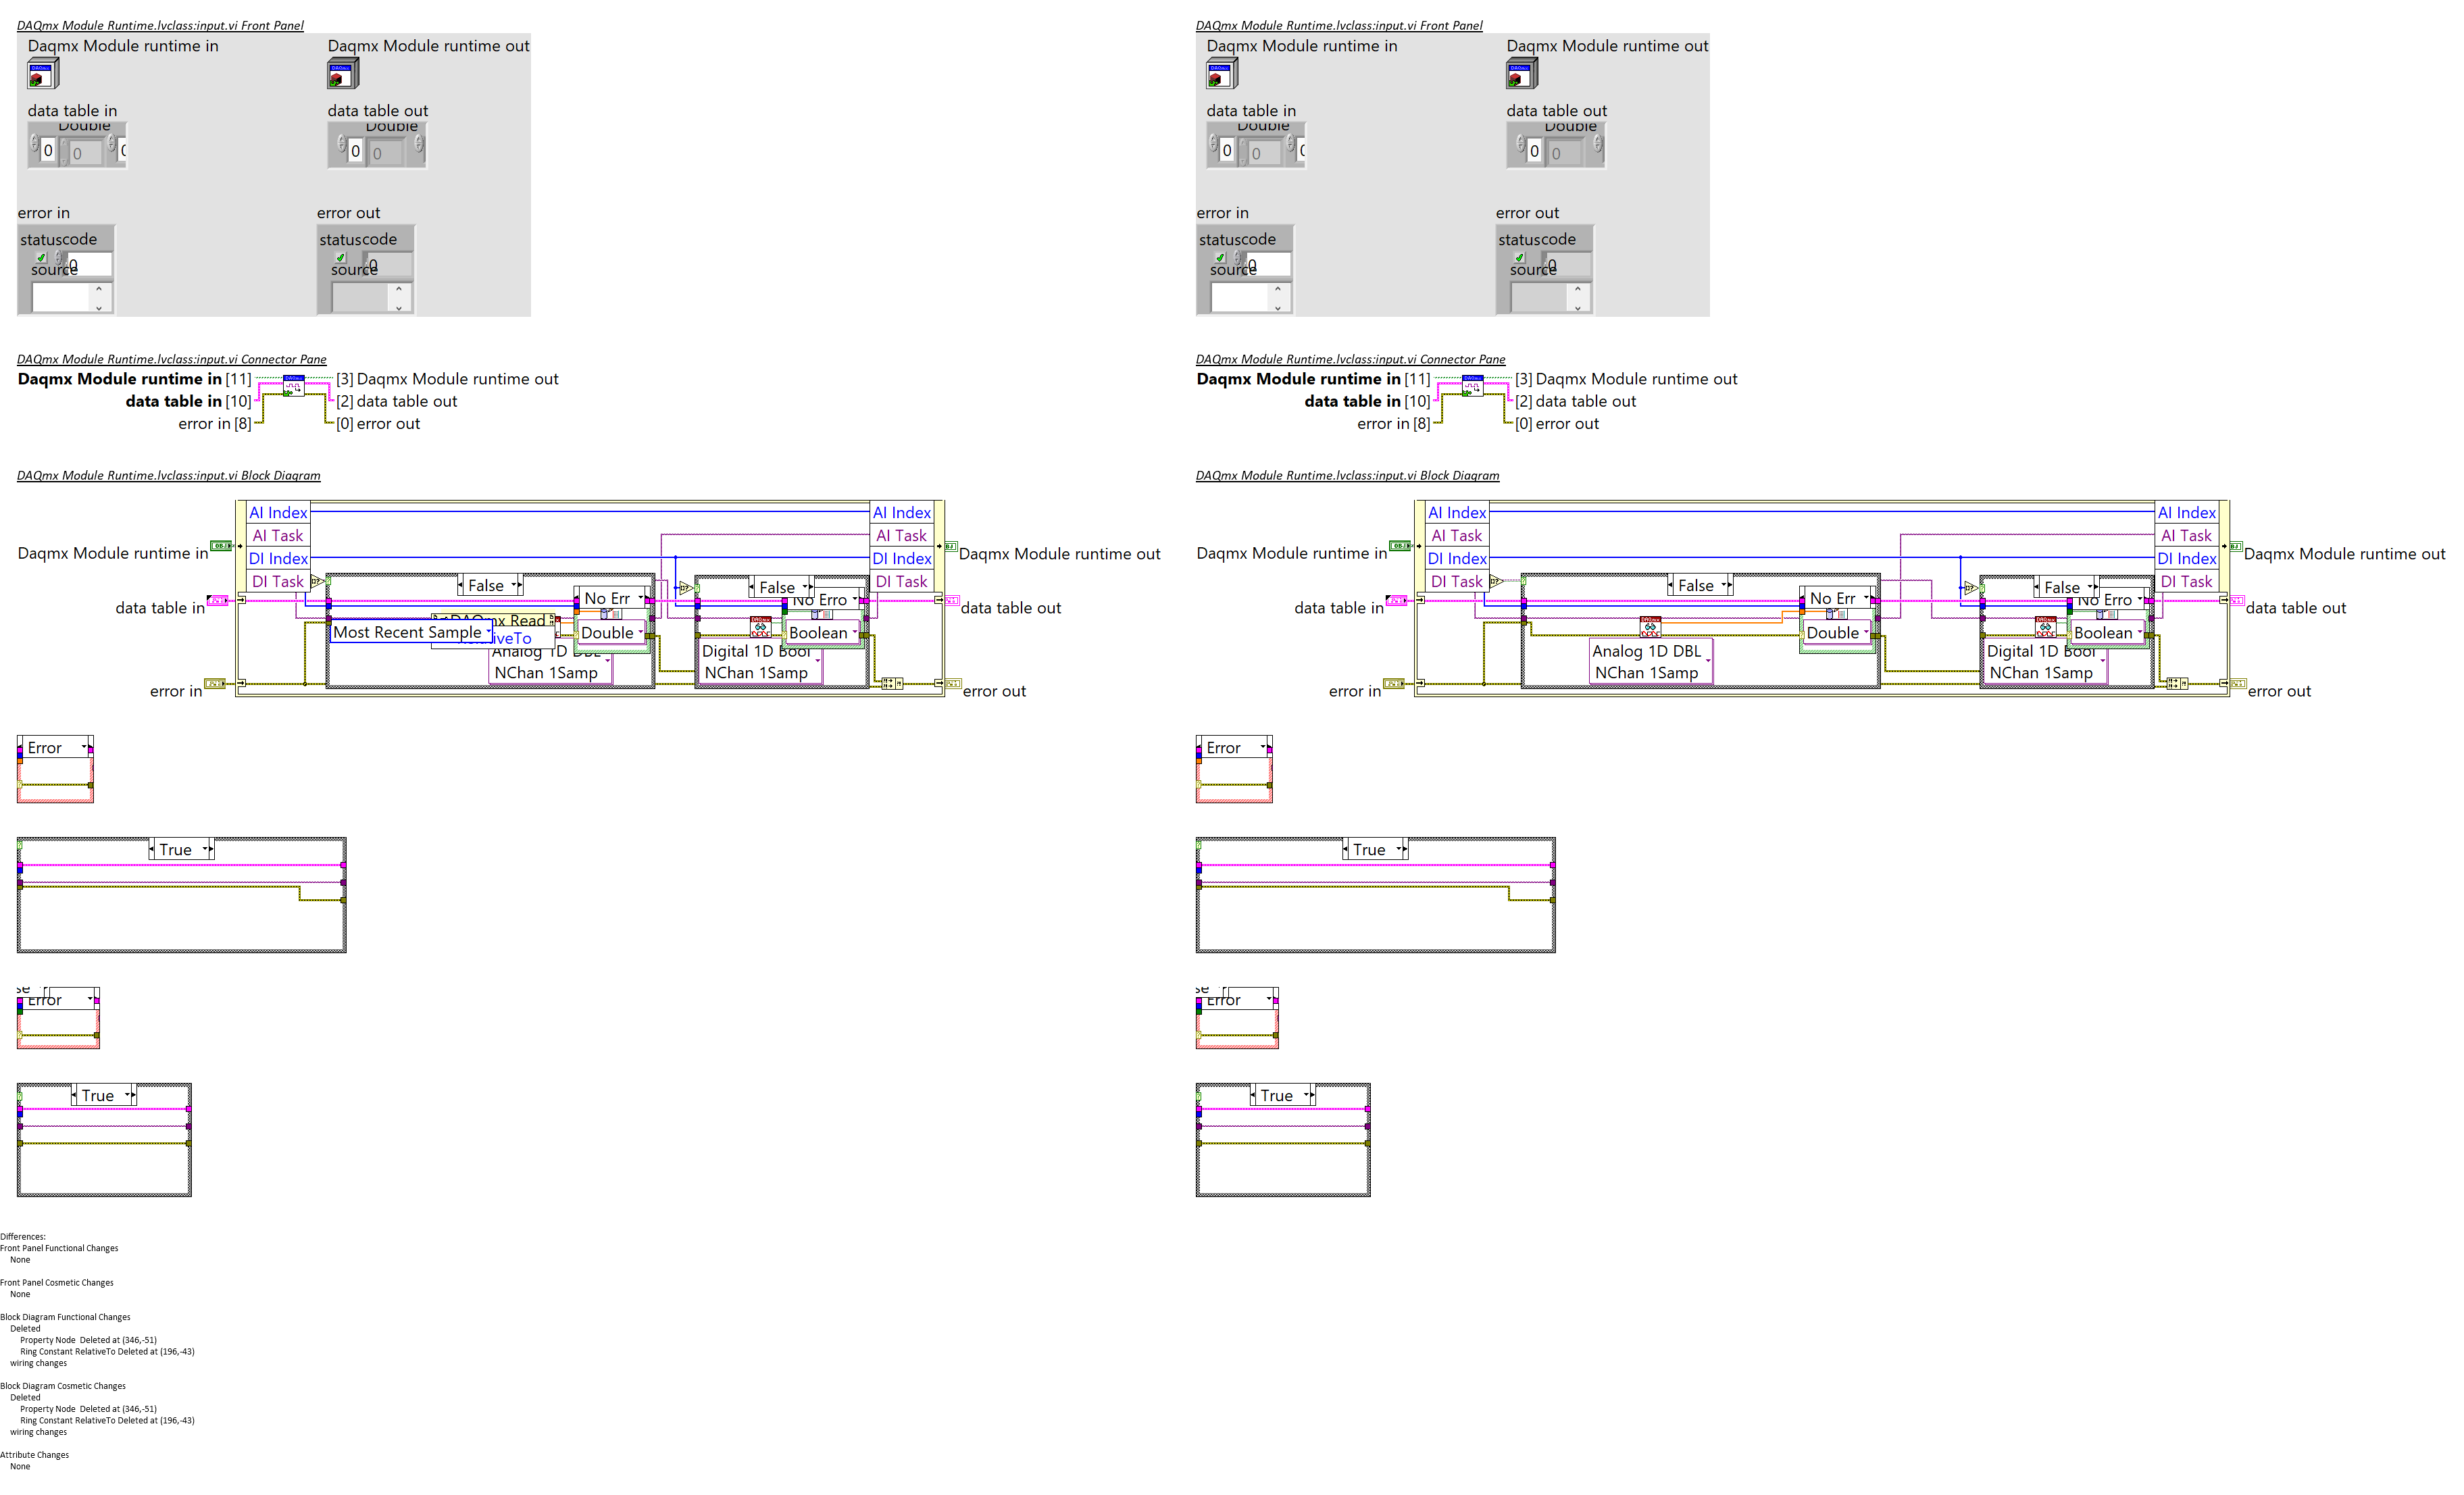 DAQmx Module Runtime.lvclass:input.vi Front Panel
Daqmx Module runtime in
Daqmx Module runtime out
data table in
data table out
Double
Double
0
0
0
0
0
error in
error out
status code
status code
0
0
source
source
DAQmx Module Runtime.lvclass:input.vi Connector Pane
Daqmx Module runtime in [11]
[3] Daqmx Module runtime out
data table in [10]
[2] data table out
error in [8]
[0] error out
DAQmx Module Runtime.lvclass:input.vi Block Diagram
AI Index
AI Index
AI Task
AI Task
Daqmx Module runtime in
DI Index
DI Index
Daqmx Module runtime out
DI Task
False
False
DI Task
No Err
No Erro
data table in
data table out
DAQmx Read
Most Recent Sample
Double
Boolean
Analog 1D DBL
Digital 1D Bool
NChan 1Samp
NChan 1Samp
error in
error out
Error
True
Error
True
DAQmx Module Runtime.lvclass:input.vi Front Panel
Daqmx Module runtime in
Daqmx Module runtime out
data table in
data table out
Double
Double
0
0
0
0
0
error in
error out
status code
status code
0
0
source
source
DAQmx Module Runtime.lvclass:input.vi Connector Pane
Daqmx Module runtime in [11]
[3] Daqmx Module runtime out
data table in [10]
[2] data table out
error in [8]
[0] error out
DAQmx Module Runtime.lvclass:input.vi Block Diagram
AI Index
AI Index
AI Task
AI Task
Daqmx Module runtime in
DI Index
DI Index
Daqmx Module runtime out
DI Task
False
False
DI Task
No Err
No Erro
data table in
data table out
Double
Boolean
Analog 1D DBL
Digital 1D Bool
NChan 1Samp
NChan 1Samp
error in
error out
Error
True
Error
True
Differences:
Front Panel Functional Changes
None
Front Panel Cosmetic Changes
None
Block Diagram Functional Changes
Deleted
Property Node  Deleted at (346,-51)
Ring Constant RelativeTo Deleted at (196,-43)
wiring changes
Block Diagram Cosmetic Changes
Deleted
Property Node  Deleted at (346,-51)
Ring Constant RelativeTo Deleted at (196,-43)
wiring changes
Attribute Changes
None